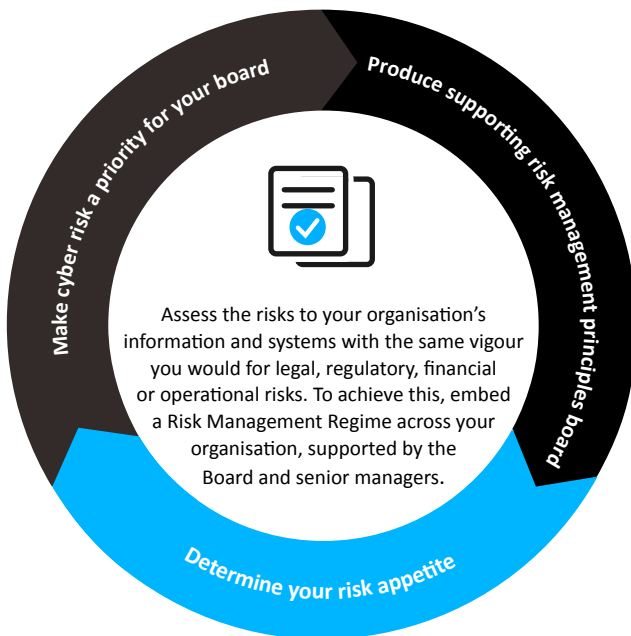 Make cyber risk a priority for your board
Produce supporting risk management principles board
Assess the risks to your organisation's
information and systems with the same vigour
you would for legal, regulatory, financial
or operational risks. To achieve this, embed
a Risk Management Regime across your
organisation, supported by the
Board and senior managers.
Determine your risk appetite